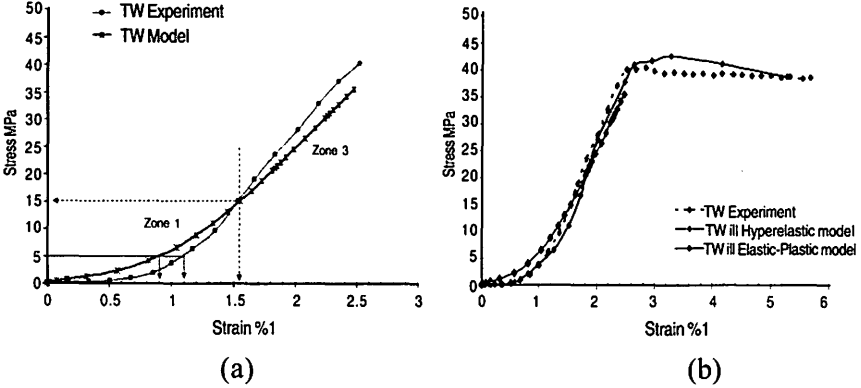 TW Experiment
TW Model
Stress MPa
50
45
40
35
30
25
20
15
10
5
0
Zone 1
Zone 3
0
0.5
1
1.5
2
2.5
3
Strain %1
(a)
Stress MPa
50
45
40
35
30
25
20
15
10
5
0
TW Experiment
TW ill Hyperelastic model
TW ill Elastic-Plastic model
0
1
2
3
4
5
6
Strain %1
(b)